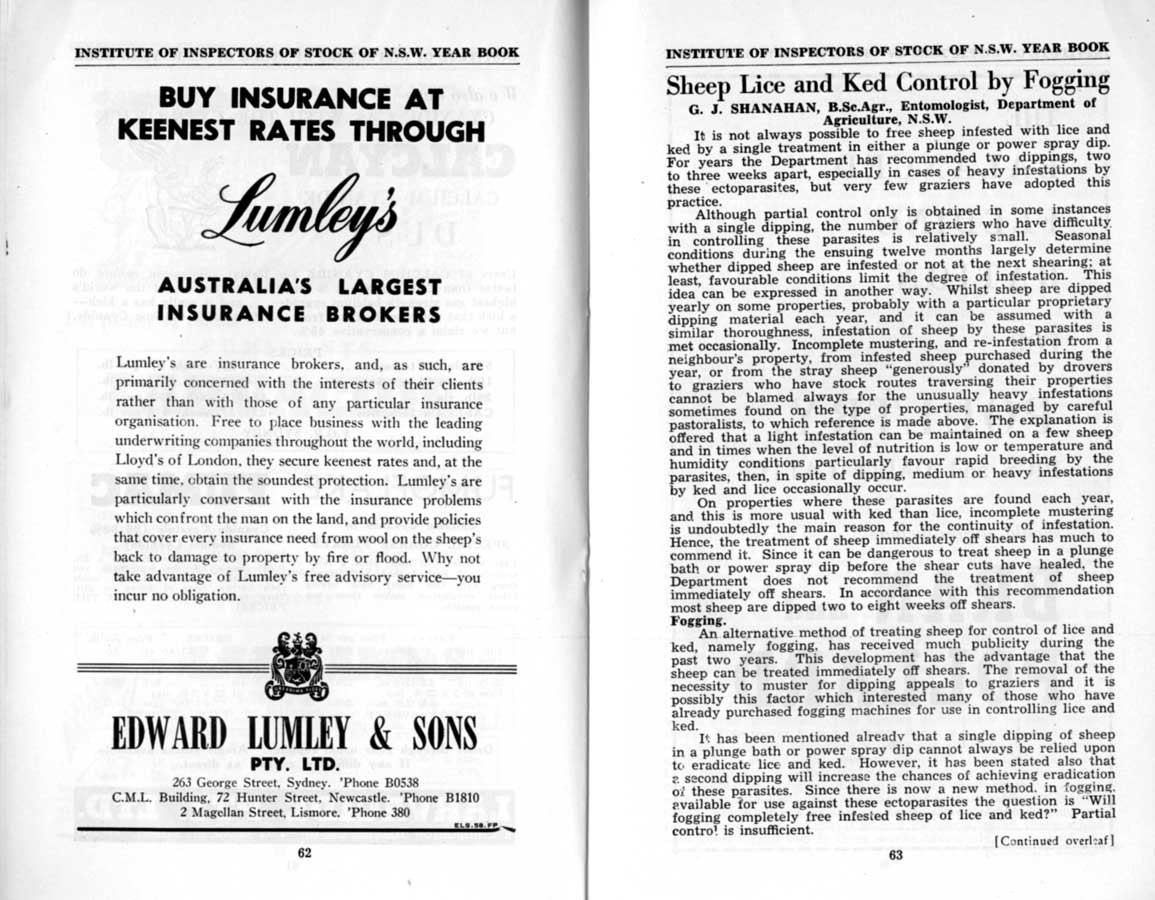 INSTITUTE OF INSPECTORS OF STOCK OF N.S.W. YEAR BOOK
BUY INSURANCE AT
KEENEST RATES THROUGH
Lumley's
AUSTRALIA'S LARGEST
INSURANCE BROKERS
Lumley's are insurance brokers, and, as such, are
primarily concerned with the interests of their clients
rather than with those of any particular insurance
organisation. Free to place business with the leading
underwriting companies throughout the world, including
Lloyd's of London, they secure keenest rates and, at the
same time, obtain the soundest protection. Lumley's are
particularly conversant with the insurance problems
which confront the man on the land, and provide policies
that cover every insurance need from wool on the sheep's
back to damage to property by fire or flood. Why not
take advantage of Lumley's free advisory service—you
incur no obligation.
EDWARD LUMLEY & SONS
PTY. LTD.
263 George Street, Sydney. 'Phone B0538
C.M.L. Building, 72 Hunter Street, Newcastle. 'Phone B1810
2 Magellan Street, Lismore. 'Phone 380
ELS.58.FP
62
INSTITUTE OF INSPECTORS OF STOCK OF N.S.W. YEAR BOOK
Sheep Lice and Ked Control by Fogging
G. J. SHANAHAN, B.Sc.Agr., Entomologist, Department of
Agriculture, N.S.W.
It is not always possible to free sheep infested with lice and
ked by a single treatment in either a plunge or power spray dip.
For years the Department has recommended two dippings, two
to three weeks apart, especially in cases of heavy infestations by
these ectoparasites, but very few graziers have adopted this
practice.
Although partial control only is obtained in some instances
with a single dipping, the number of graziers who have difficulty
in controlling these parasites is relatively small. Seasonal
conditions during the ensuing twelve months largely determine
whether dipped sheep are infested or not at the next shearing; at
least, favourable conditions limit the degree of infestation. This
idea can be expressed in another way. Whilst sheep are dipped
yearly on some properties, probably with a particular proprietary
dipping material each year, and it can be assumed with a
similar thoroughness, infestation of sheep by these parasites is
met occasionally. Incomplete mustering, and re-infestation from a
neighbour's property, from infested sheep purchased during the
year, or from the stray sheep "generously" donated by drovers
to graziers who have stock routes traversing their properties
cannot be blamed always for the unusually heavy infestations
sometimes found on the type of properties, managed by careful
pastoralists, to which reference is made above. The explanation is
offered that a light infestation can be maintained on a few sheep
and in times when the level of nutrition is low or temperature and
humidity conditions particularly favour rapid breeding by the
parasites, then, in spite of dipping, medium or heavy infestations
by ked and lice occasionally occur.
On properties where these parasites are found each year,
and this is more usual with ked than lice, incomplete mustering
is undoubtedly the main reason for the continuity of infestation.
Hence, the treatment of sheep immediately off shears has much to
commend it. Since it can be dangerous to treat sheep in a plunge
bath or power spray dip before the shear cuts have healed, the
Department does not recommend the treatment of sheep
immediately off shears. In accordance with this recommendation
most sheep are dipped two to eight weeks off shears.
Fogging.
An alternative method of treating sheep for control of lice and
ked, namely fogging, has received much publicity during the
past two years. This development has the advantage that the
sheep can be treated immediately off shears. The removal of the
necessity to muster for dipping appeals to graziers and it is
possibly this factor which interested many of those who have
already purchased fogging machines for use in controlling lice and
ked.
It has been mentioned already that a single dipping of sheep
in a plunge bath or power spray dip cannot always be relied upon
to eradicate lice and ked. However, it has been stated also that
a second dipping will increase the chances of achieving eradication
of these parasites. Since there is now a new method, in fogging,
available for use against these ectoparasites the question is "Will
fogging completely free infested sheep of lice and ked?" Partial
control is insufficient.
[Continued overleaf]
63